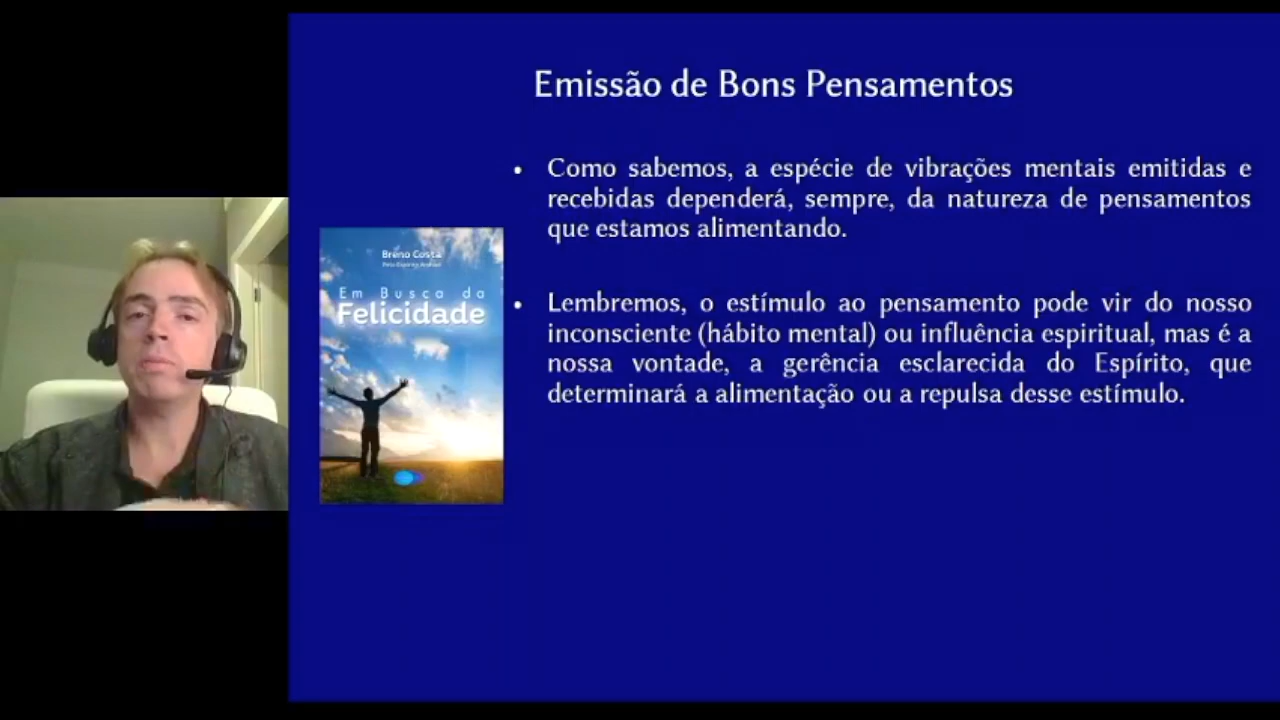 Emissão de Bons Pensamentos
• Como sabemos, a espécie de vibrações mentais emitidas e
recebidas dependerá, sempre, da natureza de pensamentos
que estamos alimentando.
• Lembremos, o estímulo ao pensamento pode vir do nosso
inconsciente (hábito mental) ou influência espiritual, mas é a
nossa vontade, a gerência esclarecida do Espírito, que
determinará a alimentação ou a repulsa desse estímulo.
Breno Costa
Em Busca da
Felicidade